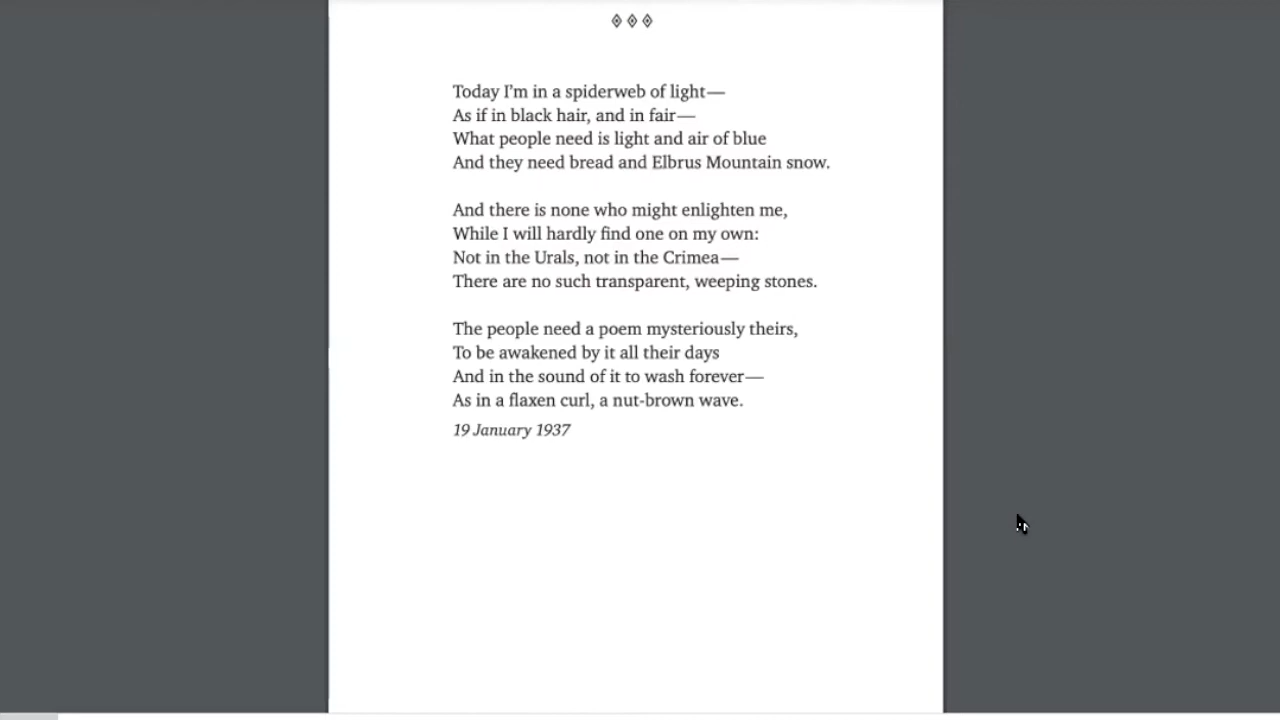 Today I’m in a spiderweb of light—
As if in black hair, and in fair—
What people need is light and air of blue
And they need bread and Elbrus Mountain snow.
And there is none who might enlighten me,
While I will hardly find one on my own:
Not in the Urals, not in the Crimea—
There are no such transparent, weeping stones.
The people need a poem mysteriously theirs,
To be awakened by it all their days
And in the sound of it to wash forever—
As in a flaxen curl, a nut-brown wave.
19 January 1937